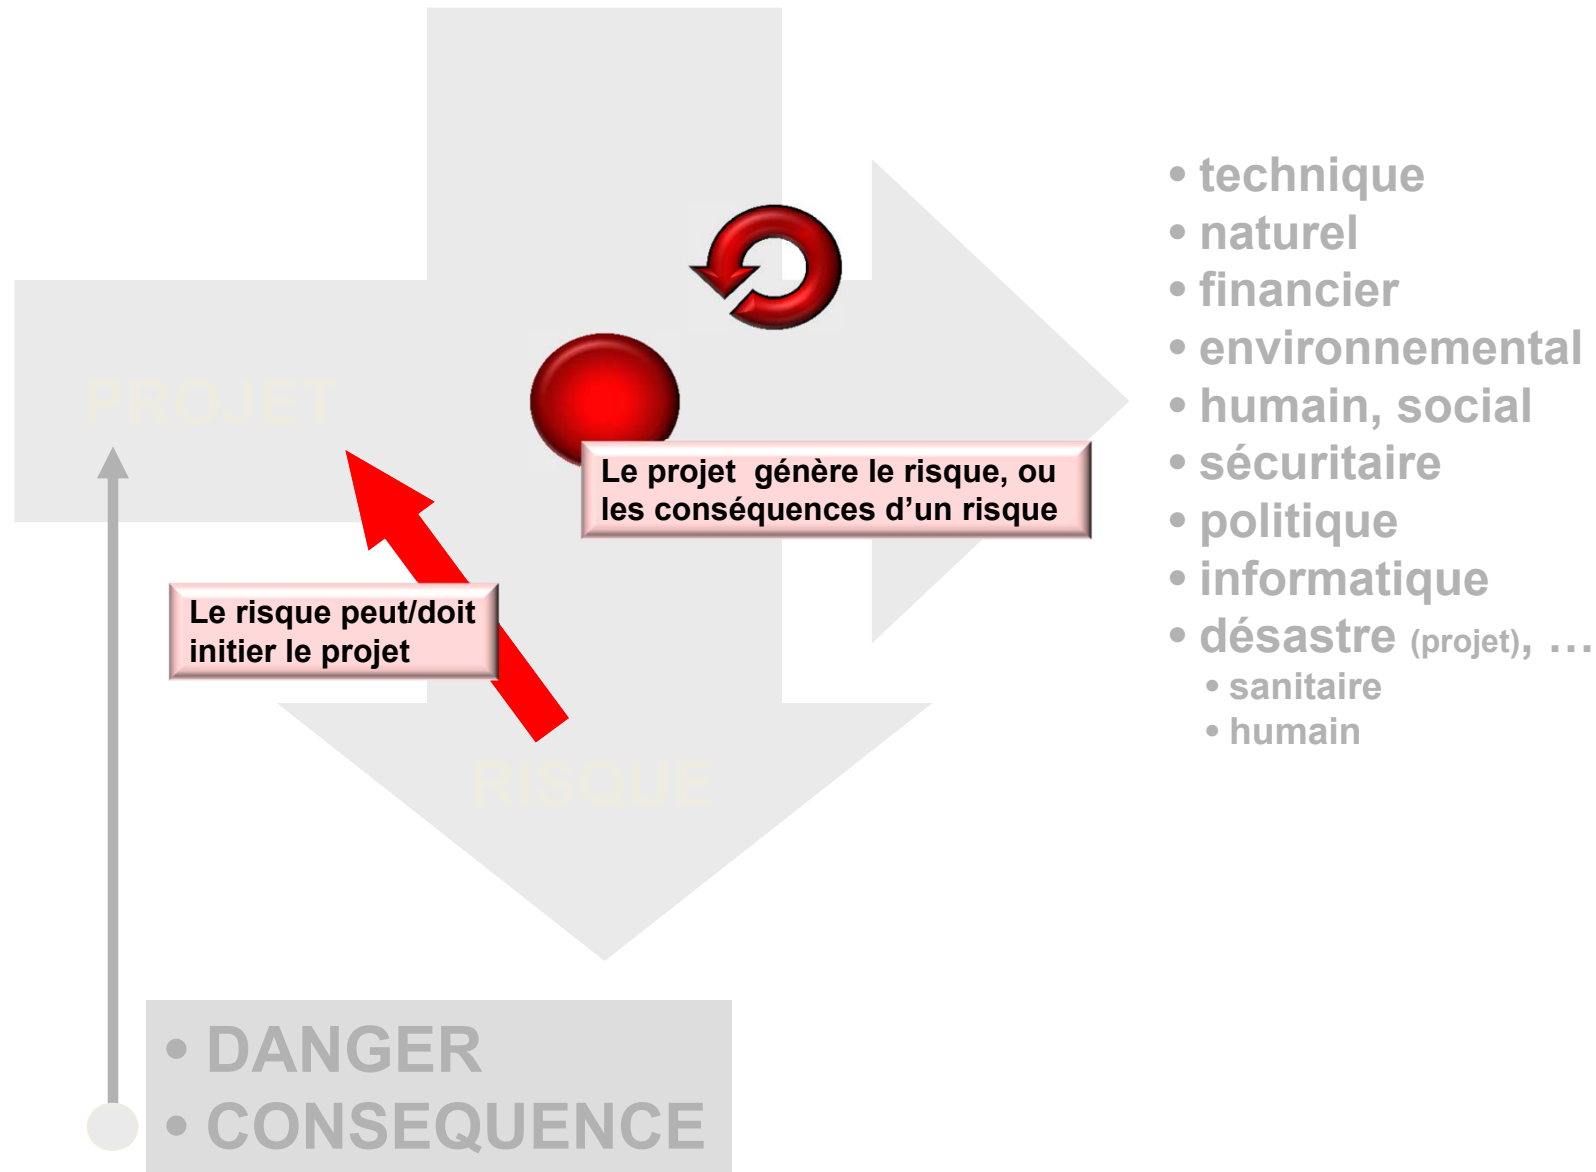 • technique
• naturel
• financier
• environnemental
• humain, social
• sécuritaire
• politique
• informatique
• désastre (projet), …
• sanitaire
• humain
PROJET
Le projet  génère le risque, ou
les conséquences d’un risque
Le risque peut/doit
initier le projet
RISQUE
• DANGER
• CONSEQUENCE